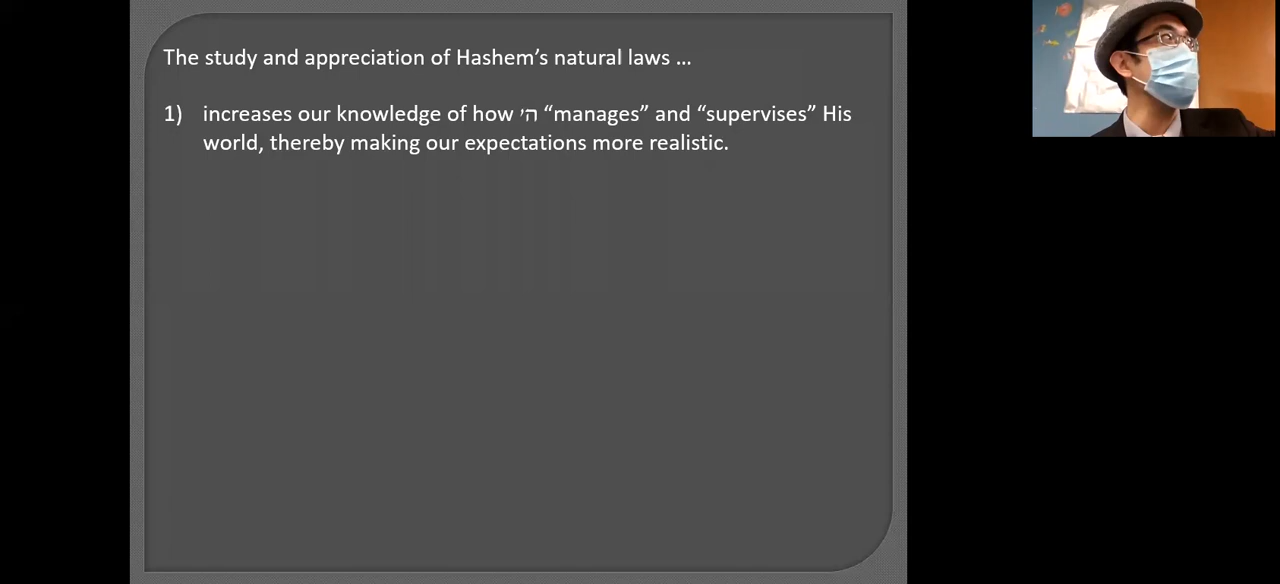 The study and appreciation of Hashem’s natural laws ...
1) increases our knowledge of how ה׳ “manages” and “supervises” His
world, thereby making our expectations more realistic.